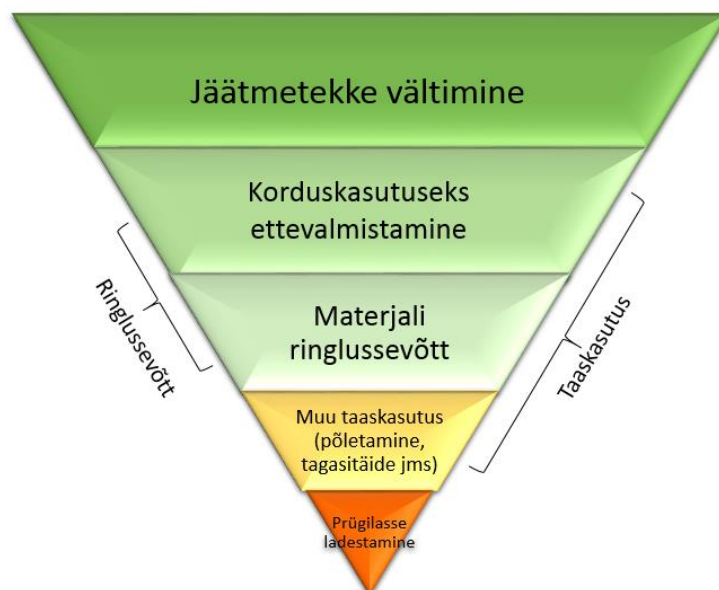 Jäätmetekke vältimine
Korduskasutuseks
ettevalmistamine
Ringlussevõtt
Materjali
ringlussevõtt
Taaskasutus
Muu taaskasutus
(põletamine,
tagasitäide jms)
Prügilasse
ladestamine